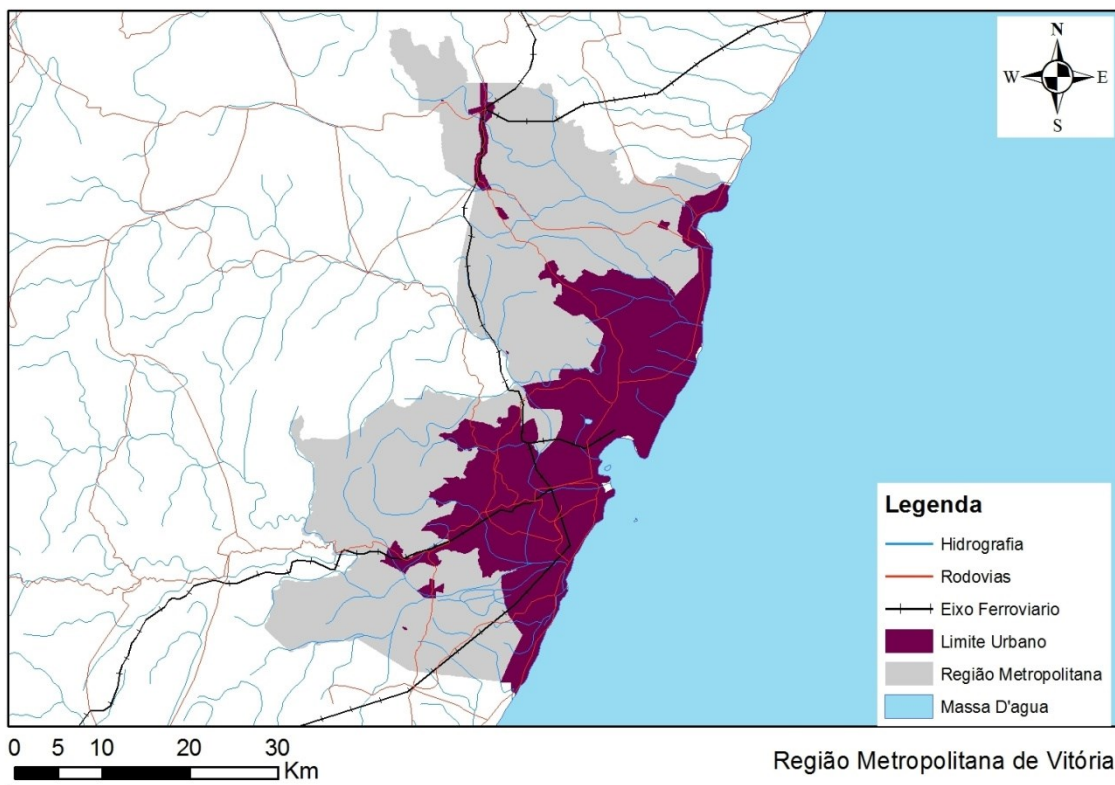 N
W E
S
Legenda
Hidrografia
Rodovias
Eixo Ferroviario
Limite Urbano
Região Metropolitana
Massa D'agua
0 5 10 20 30
Km
Região Metropolitana de Vitória